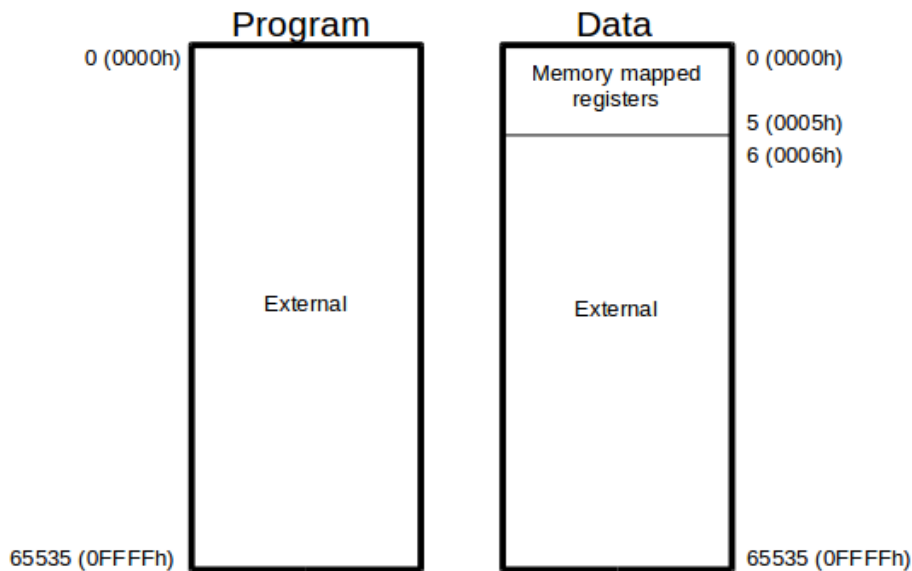 Program
Data
0 (0000h)
0 (0000h)
Memory mapped
registers
5 (0005h)
6 (0006h)
External
External
65535 (0FFFFh)
65535 (0FFFFh)